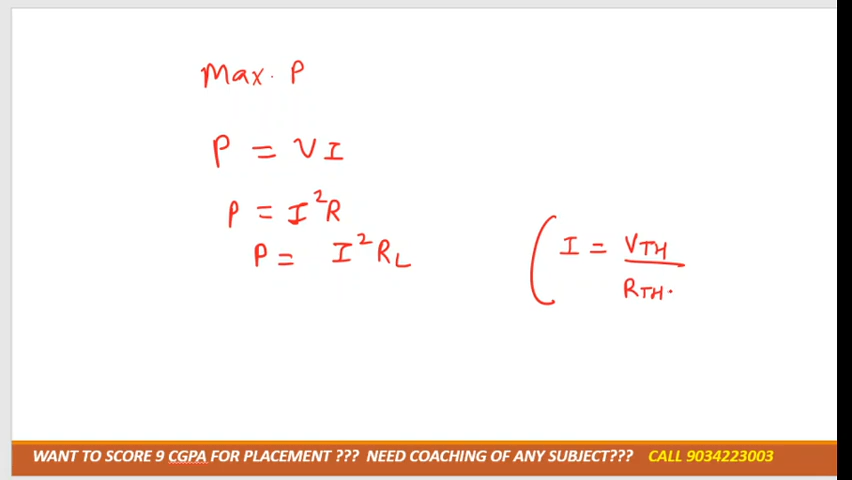 Max. P
P = VI
P = I²R
P = I²RL
( I = VTH / RTH.
WANT TO SCORE 9 CGPA FOR PLACEMENT ??? NEED COACHING OF ANY SUBJECT??? CALL 9034223003